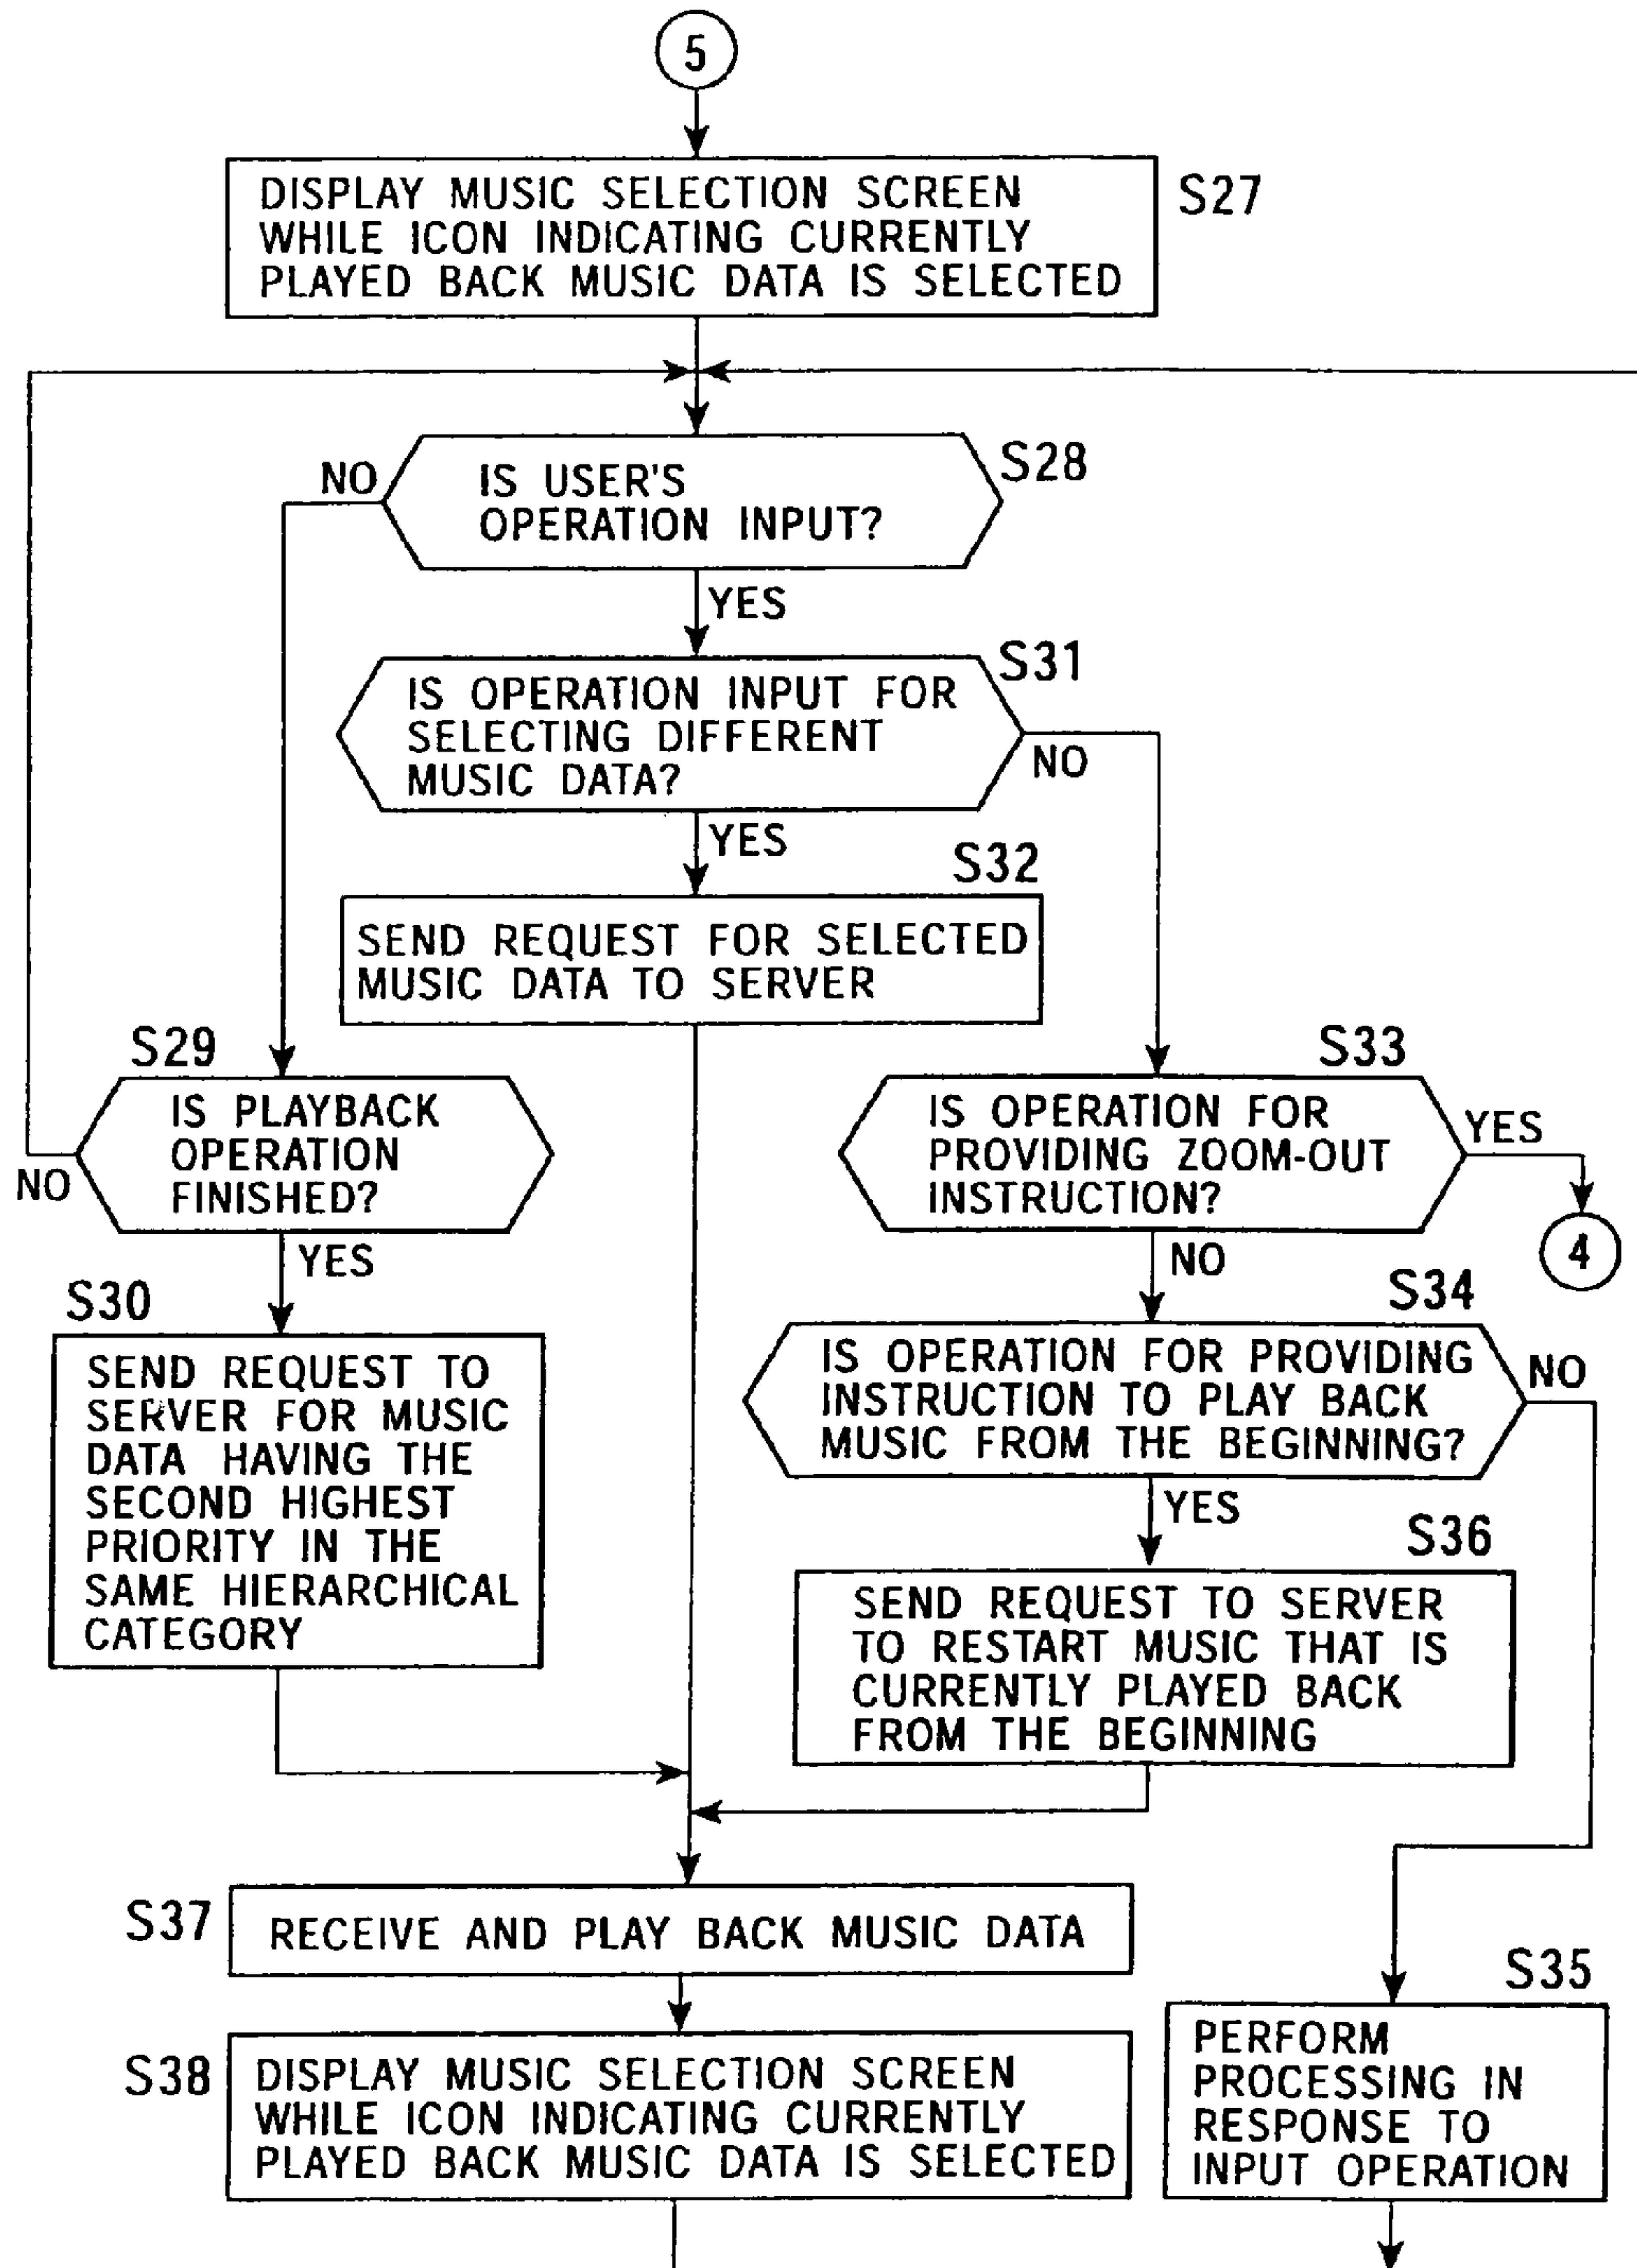 5
DISPLAY MUSIC SELECTION SCREEN
WHILE ICON INDICATING CURRENTLY
PLAYED BACK MUSIC DATA IS SELECTED
S27
S28
NO
IS USER'S
OPERATION INPUT?
YES
S31
IS OPERATION INPUT FOR
SELECTING DIFFERENT
MUSIC DATA?
NO
YES
S32
SEND REQUEST FOR SELECTED
MUSIC DATA TO SERVER
S29
IS PLAYBACK
OPERATION
FINISHED?
NO
YES
S33
IS OPERATION FOR
PROVIDING ZOOM-OUT
INSTRUCTION?
YES
4
NO
S30
SEND REQUEST TO
SERVER FOR MUSIC
DATA HAVING THE
SECOND HIGHEST
PRIORITY IN THE
SAME HIERARCHICAL
CATEGORY
S34
IS OPERATION FOR PROVIDING
INSTRUCTION TO PLAY BACK
MUSIC FROM THE BEGINNING?
NO
YES
S36
SEND REQUEST TO SERVER
TO RESTART MUSIC THAT IS
CURRENTLY PLAYED BACK
FROM THE BEGINNING
S37
RECEIVE AND PLAY BACK MUSIC DATA
S35
PERFORM
PROCESSING IN
RESPONSE TO
INPUT OPERATION
S38
DISPLAY MUSIC SELECTION SCREEN
WHILE ICON INDICATING CURRENTLY
PLAYED BACK MUSIC DATA IS SELECTED